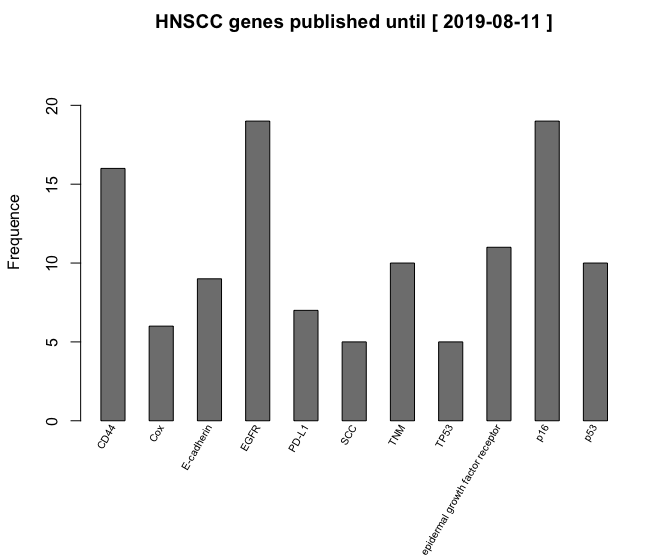 HNSCC genes published until [ 2019-08-11 ]
Frequence
20
15
10
5
0
CD44
Cox
E-cadherin
EGFR
PD-L1
SCC
TNM
TP53
epidermal growth factor receptor
p16
p53